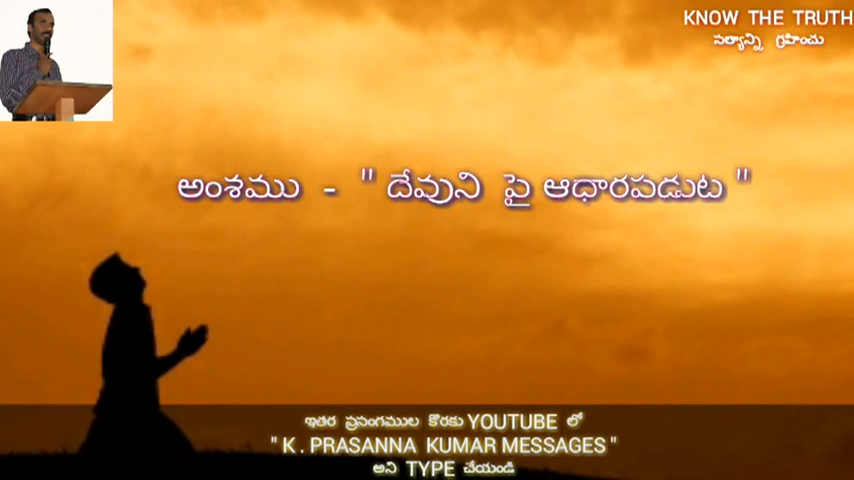 KNOW THE TRUTH
సత్యాన్ని గ్రహించు
అంశము - " దేవుని పై ఆధారపడుట "
ఇతర ప్రసంగముల కొరకు YOUTUBE లో
" K . PRASANNA KUMAR MESSAGES "
అని TYPE చేయండి